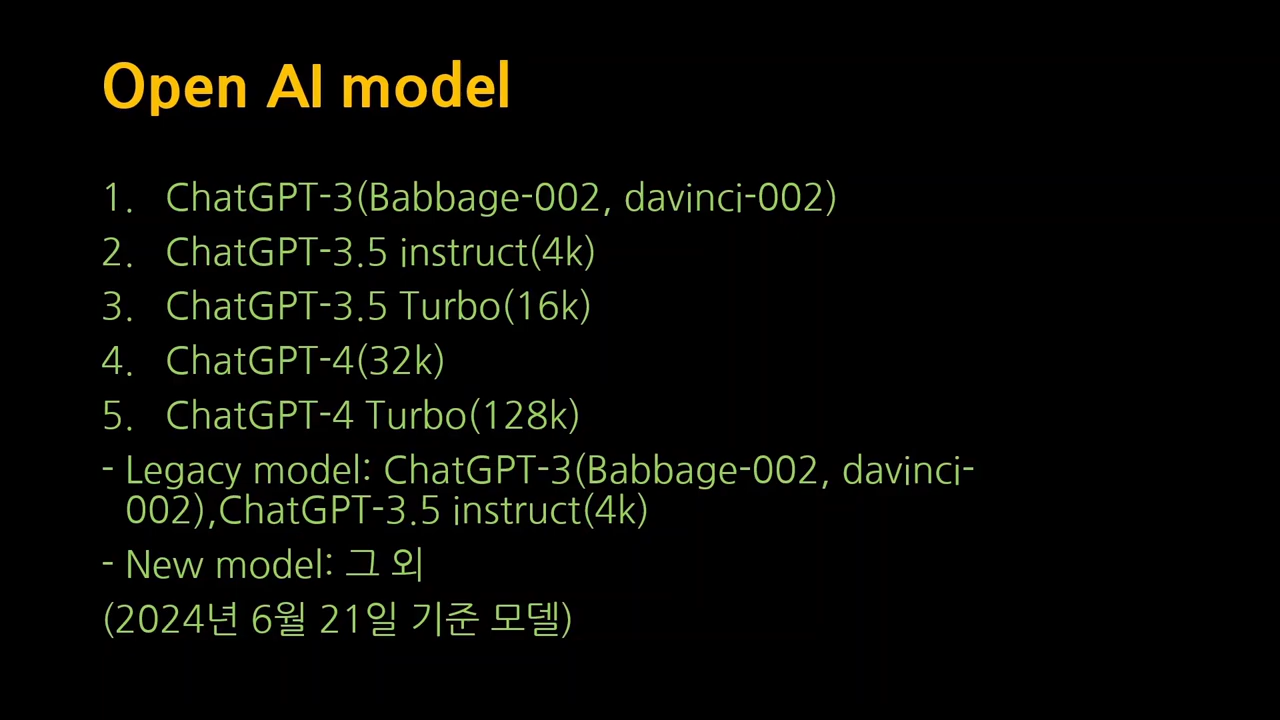 Open AI model
1. ChatGPT-3(Babbage-002, davinci-002)
2. ChatGPT-3.5 instruct(4k)
3. ChatGPT-3.5 Turbo(16k)
4. ChatGPT-4(32k)
5. ChatGPT-4 Turbo(128k)
- Legacy model: ChatGPT-3(Babbage-002, davinci-
002),ChatGPT-3.5 instruct(4k)
- New model: 그 외
(2024년 6월 21일 기준 모델)